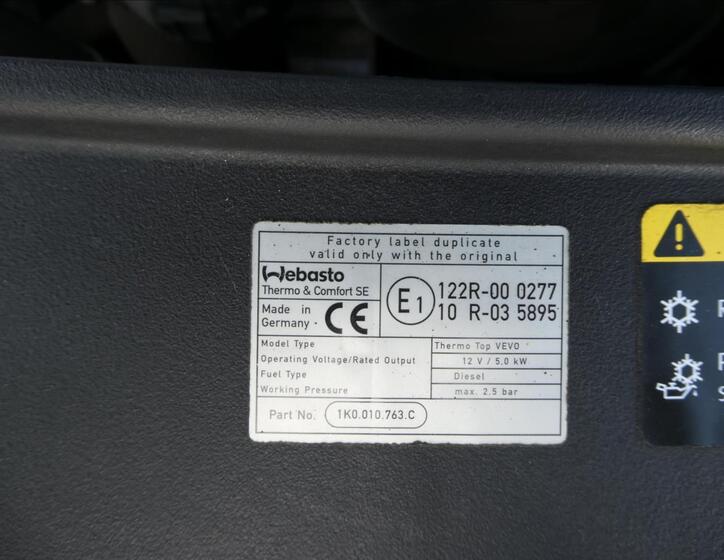 Factory label duplicate
valid only with the original
Webasto
Thermo & Comfort SE
Made in
Germany
CE
E1
122R-00 0277
10 R-03 5895
Model Type Thermo Top VEVO
Operating Voltage/Rated Output 12 V / 5,0 kW
Fuel Type Diesel
Working Pressure max. 2,5 bar
Part No. 1K0.010.763.C